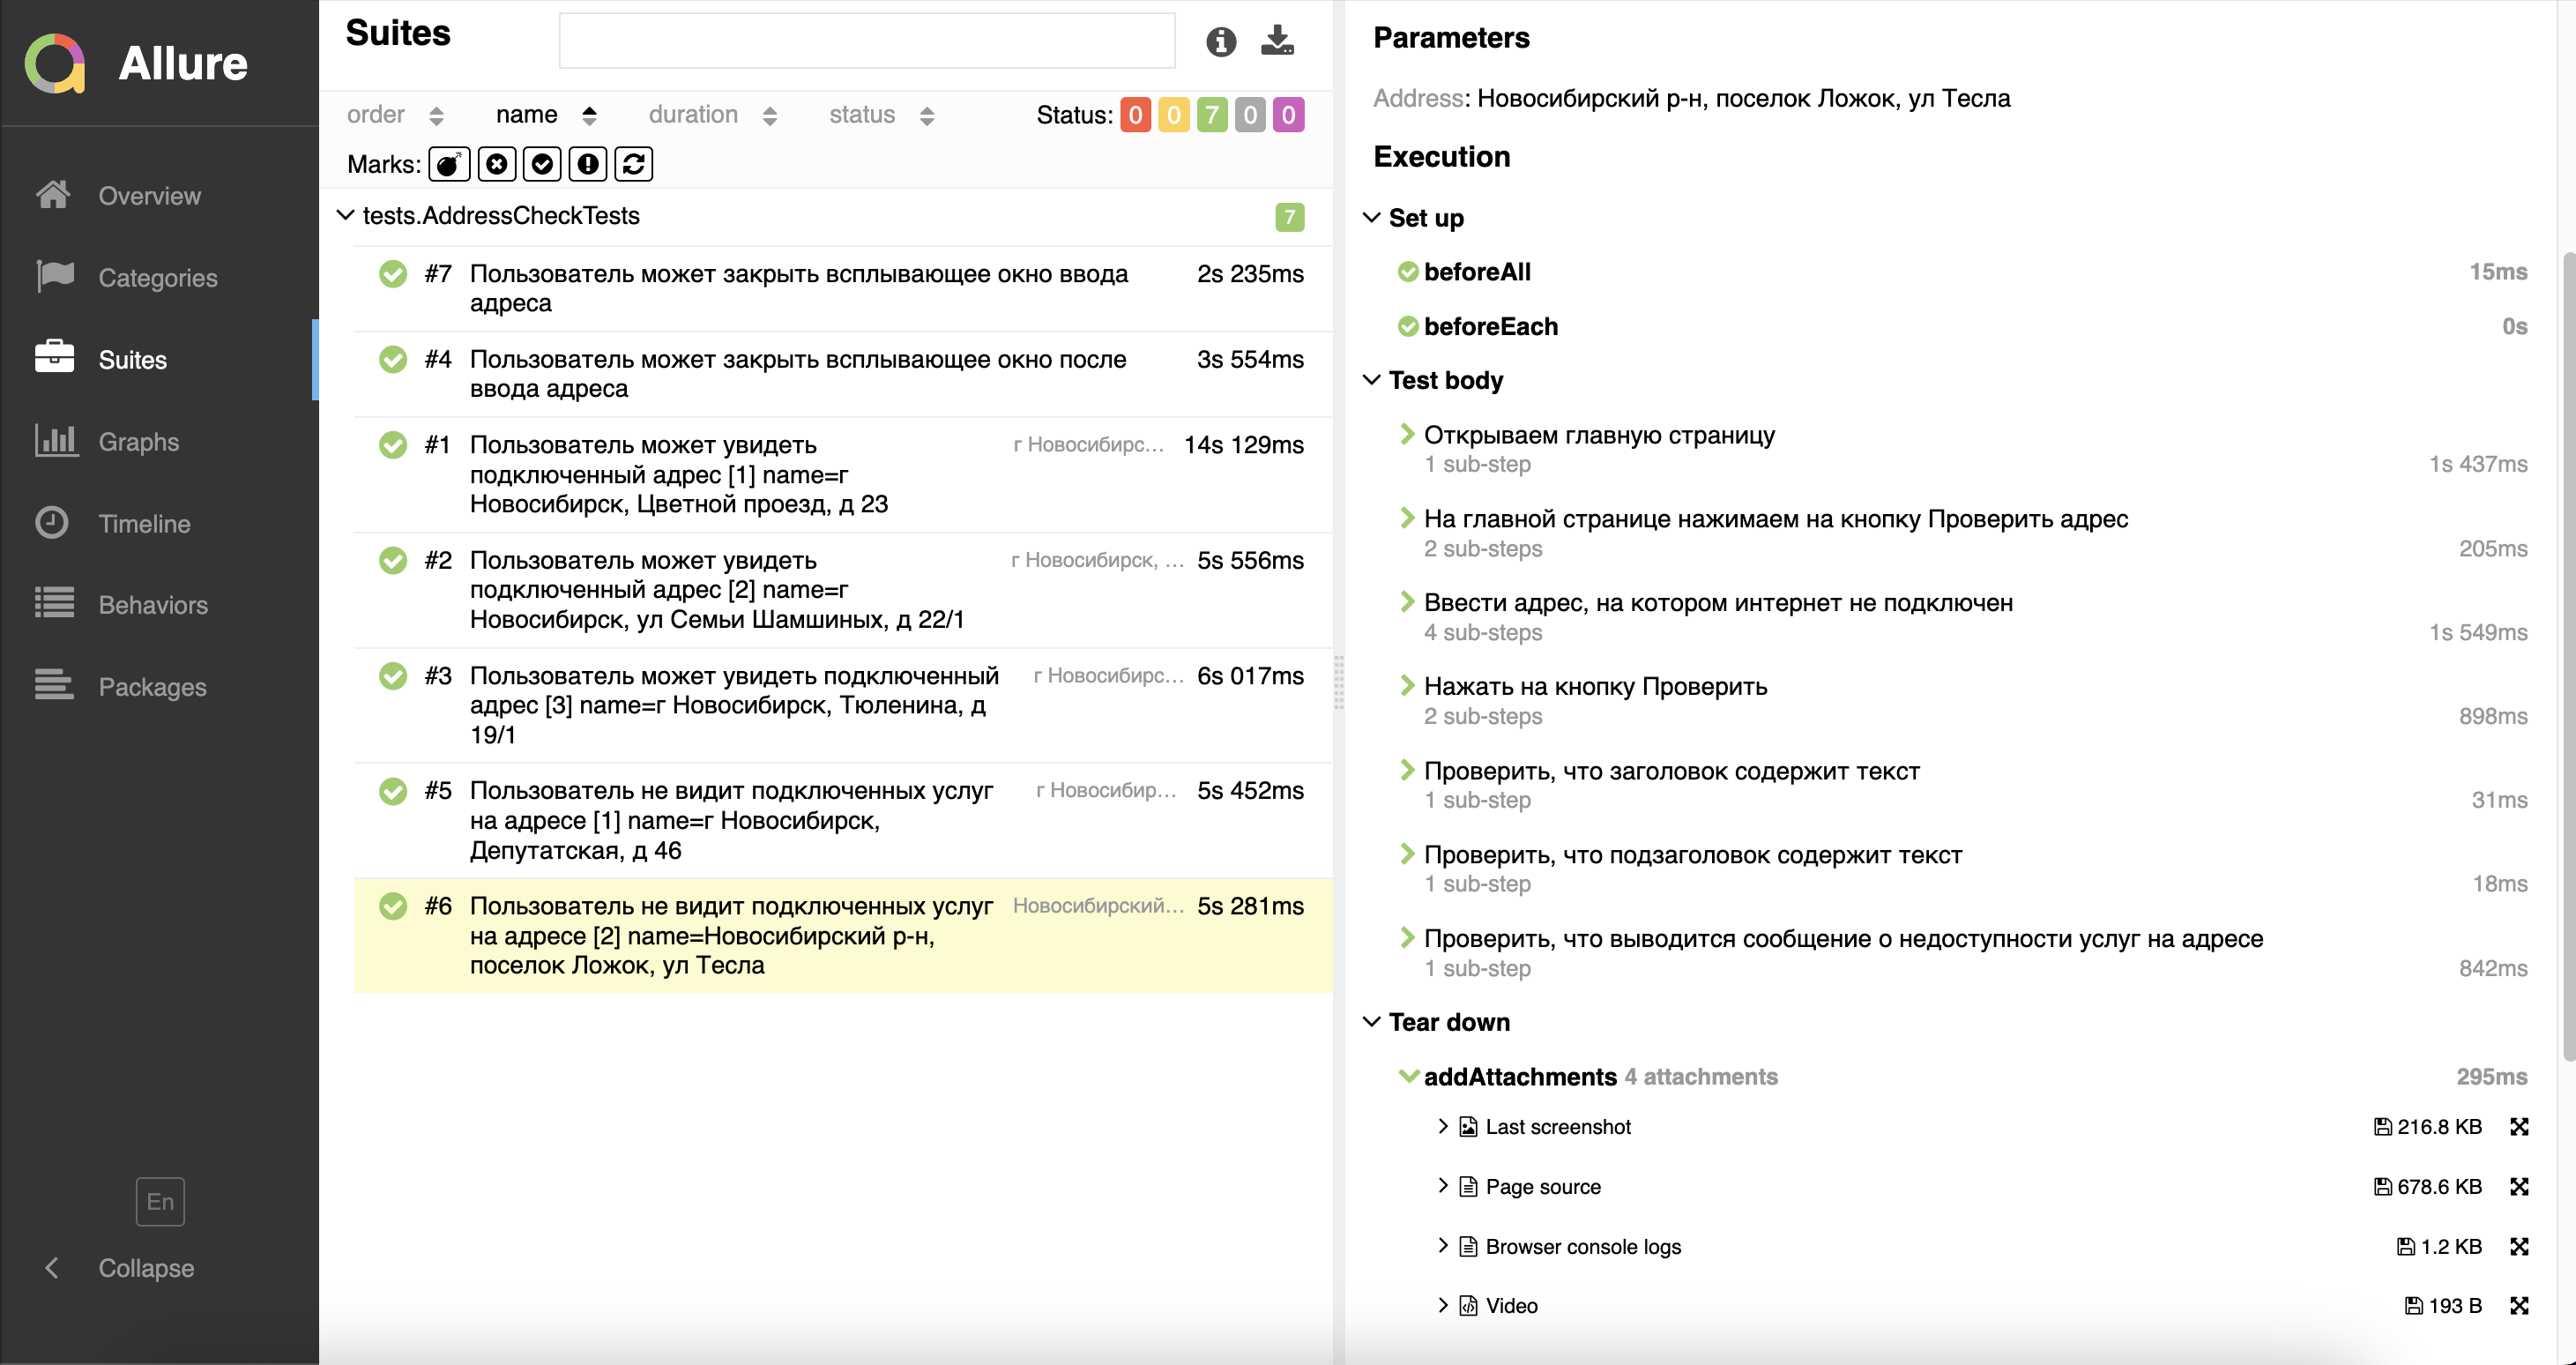 Allure
Overview
Categories
Suites
Graphs
Timeline
Behaviors
Packages
En
Collapse
Suites
order name duration status Status: 0 0 7 0 0
Marks:
tests.AddressCheckTests 7
#7 Пользователь может закрыть всплывающее окно ввода 2s 235ms
адреса
#4 Пользователь может закрыть всплывающее окно после 3s 554ms
ввода адреса
#1 Пользователь может увидеть г Новосибирс... 14s 129ms
подключенный адрес [1] name=г
Новосибирск, Цветной проезд, д 23
#2 Пользователь может увидеть г Новосибирск, ... 5s 556ms
подключенный адрес [2] name=г
Новосибирск, ул Семьи Шамшиных, д 22/1
#3 Пользователь может увидеть подключенный г Новосибирс... 6s 017ms
адрес [3] name=г Новосибирск, Тюленина, д
19/1
#5 Пользователь не видит подключенных услуг г Новосибир... 5s 452ms
на адресе [1] name=г Новосибирск,
Депутатская, д 46
#6 Пользователь не видит подключенных услуг Новосибирский... 5s 281ms
на адресе [2] name=Новосибирский р-н,
поселок Ложок, ул Тесла
Parameters
Address: Новосибирский р-н, поселок Ложок, ул Тесла
Execution
Set up
beforeAll 15ms
beforeEach 0s
Test body
Открываем главную страницу
1 sub-step 1s 437ms
На главной странице нажимаем на кнопку Проверить адрес
2 sub-steps 205ms
Ввести адрес, на котором интернет не подключен
4 sub-steps 1s 549ms
Нажать на кнопку Проверить
2 sub-steps 898ms
Проверить, что заголовок содержит текст
1 sub-step 31ms
Проверить, что подзаголовок содержит текст
1 sub-step 18ms
Проверить, что выводится сообщение о недоступности услуг на адресе
1 sub-step 842ms
Tear down
addAttachments 4 attachments 295ms
Last screenshot 216.8 KB
Page source 678.6 KB
Browser console logs 1.2 KB
Video 193 B